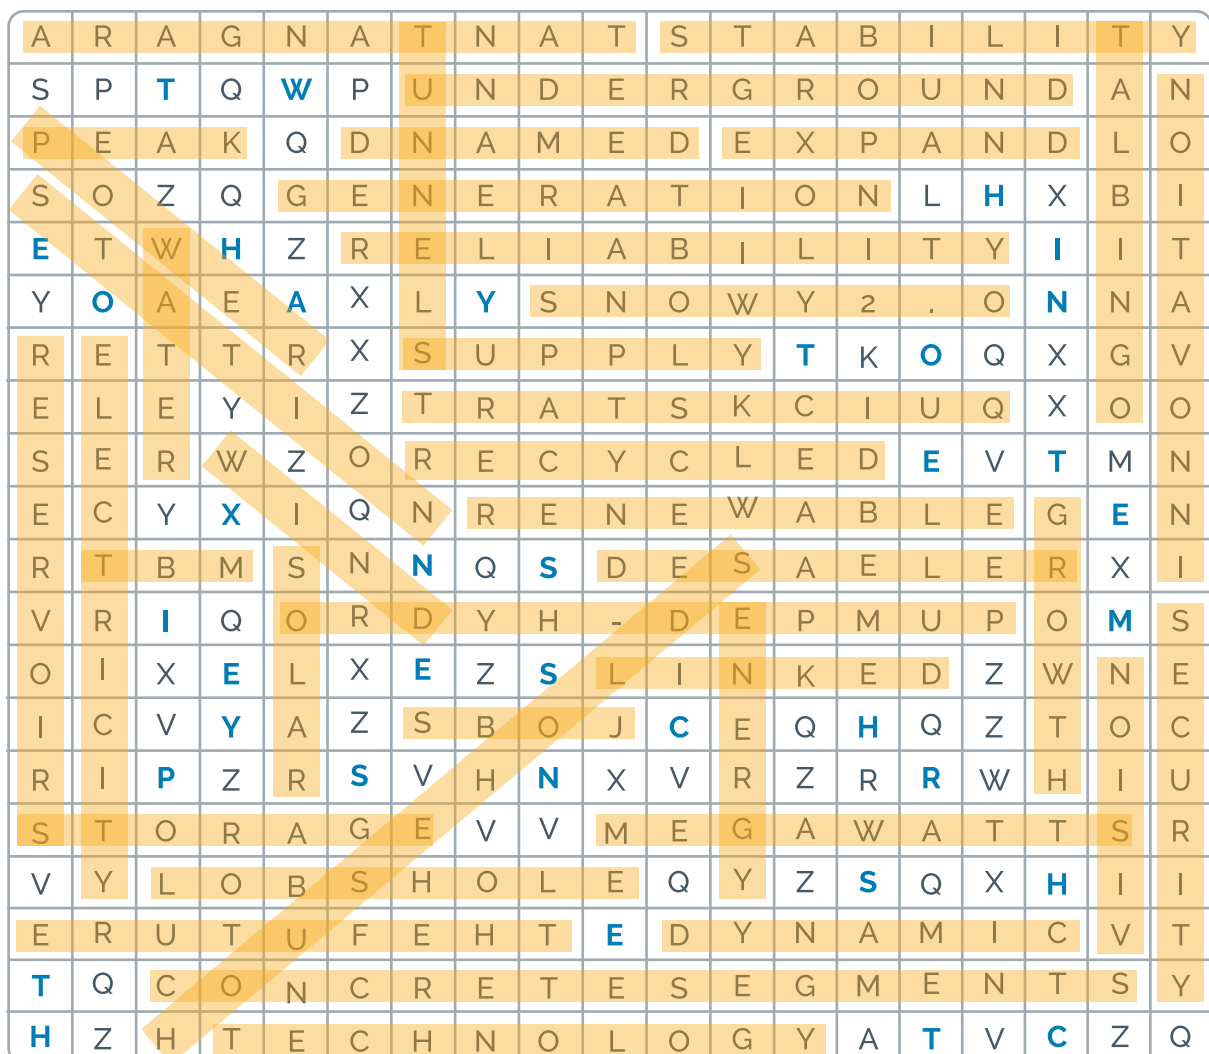 A R A G N A T N A T S T A B I L I T Y
S P T Q W P U N D E R G R O U N D A N
P E A K Q D N A M E D E X P A N D L O
S O Z Q G E N E R A T I O N L H X B I
E T W H Z R E L I A B I L I T Y I I T
Y O A E A X L Y S N O W Y 2 . O N N A
R E T T R X S U P P L Y T K O Q X G V
E L E Y I Z T R A T S K C I U Q X O O
S E R W Z O R E C Y C L E D E V T M N
E C Y X I Q N R E N E W A B L E G E N
R T B M S N N Q S D E S A E L E R X I
V R I Q O R D Y H - D E P M U P O M S
O I X E L X E Z S L I N K E D Z W N E
I C V Y A Z S B O J C E Q H Q Z T O C
R I P Z R S V H N X V R Z R R W H I U
S T O R A G E V V M E G A W A T T S R
V Y L O B S H O L E Q Y Z S Q X H I I
E R U T U F E H T E D Y N A M I C V T
T Q C O N C R E T E S E G M E N T S Y
H Z H T E C H N O L O G Y A T V C Z Q